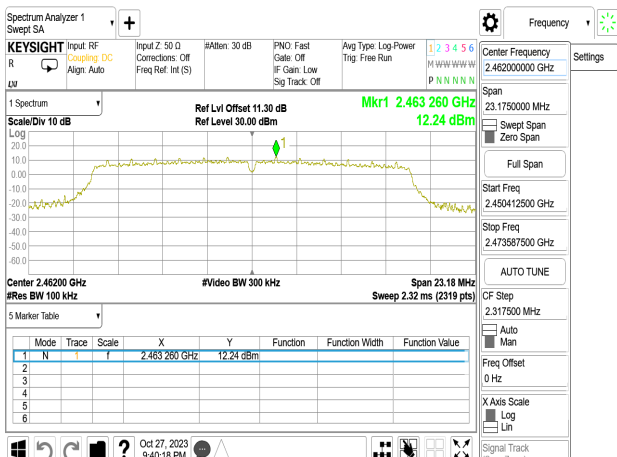 Spectrum Analyzer 1
Swept SA
Frequency
KEYSIGHT
R
LXI
Input: RF
Coupling: DC
Align: Auto
Input Z: 50 Ω
Corrections: Off
Freq Ref: Int (S)
#Atten: 30 dB
PNO: Fast
Gate: Off
IF Gain: Low
Sig Track: Off
Avg Type: Log-Power
Trig: Free Run
1 2 3 4 5 6
M W W W W W
P N N N N N
1 Spectrum
Scale/Div 10 dB
Ref Lvl Offset 11.30 dB
Ref Level 30.00 dBm
Mkr1 2.463 260 GHz
12.24 dBm
Log
20.0
10.0
0.00
-10.0
-20.0
-30.0
-40.0
-50.0
-60.0
1
Center 2.46200 GHz
#Res BW 100 kHz
#Video BW 300 kHz
Span 23.18 MHz
Sweep 2.32 ms (2319 pts)
5 Marker Table
Mode Trace Scale X Y Function Function Width Function Value
1 N 1 f 2.463 260 GHz 12.24 dBm
2
3
4
5
6
?
Oct 27, 2023
9:40:18 PM
Center Frequency
2.462000000 GHz
Settings
Span
23.1750000 MHz
Swept Span
Zero Span
Full Span
Start Freq
2.450412500 GHz
Stop Freq
2.473587500 GHz
AUTO TUNE
CF Step
2.317500 MHz
Auto
Man
Freq Offset
0 Hz
X Axis Scale
Log
Lin
Signal Track